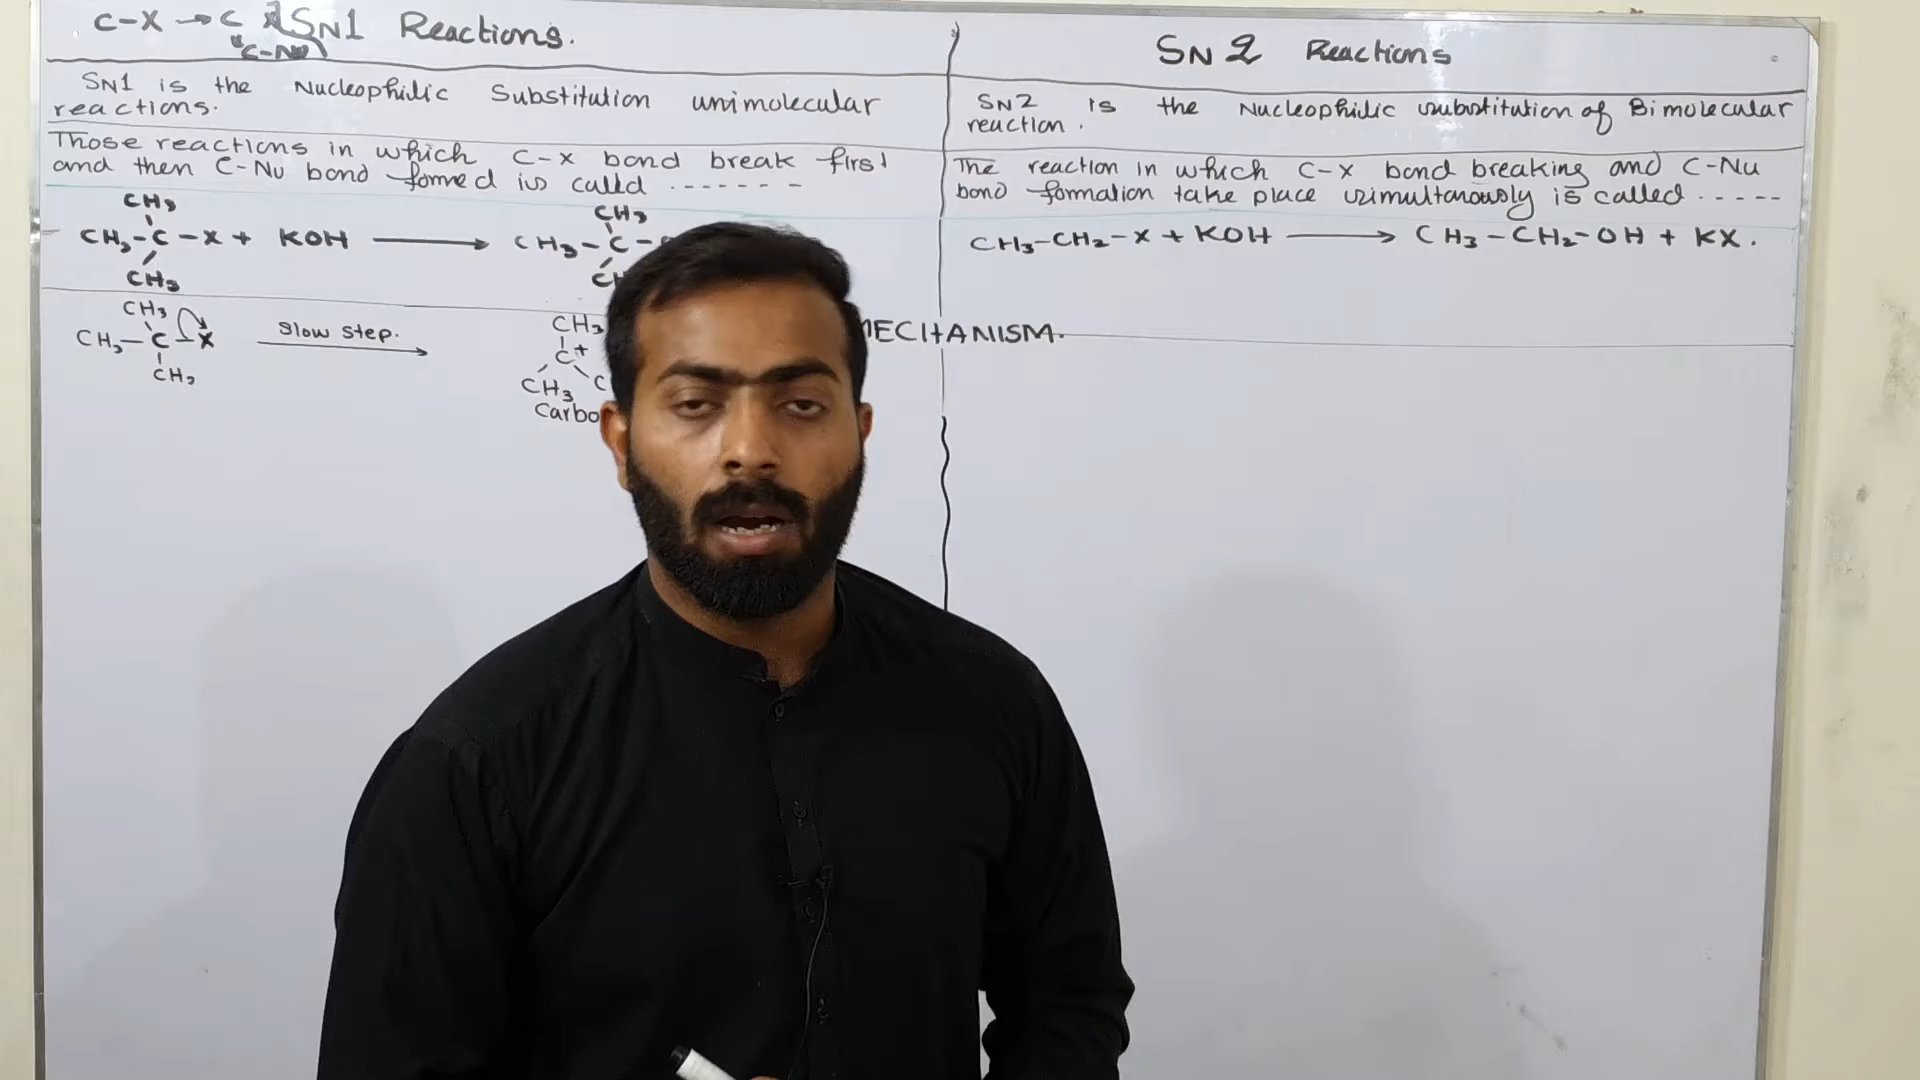 C-X → C
"C-Nu
SN1 Reactions.
SN1 is the Nucleophilic Substitution unimolecular
reactions.
Those reactions in which C-X bond break first
and then C-Nu bond formed is called .......
CH3
CH3-C-X + KOH ⟶ CH3-C-
CH3
CH3
CH3
CH3-C-X
CH3
Slow step.
CH3
C+
CH3 C
Carbo
MECHANISM.
SN2 Reactions
SN2 is the Nucleophilic substitution of Bimolecular
reaction.
The reaction in which C-X bond breaking and C-Nu
bond formation take place simultanously is called .....
CH3-CH2-X + KOH ⟶ CH3-CH2-OH + KX.